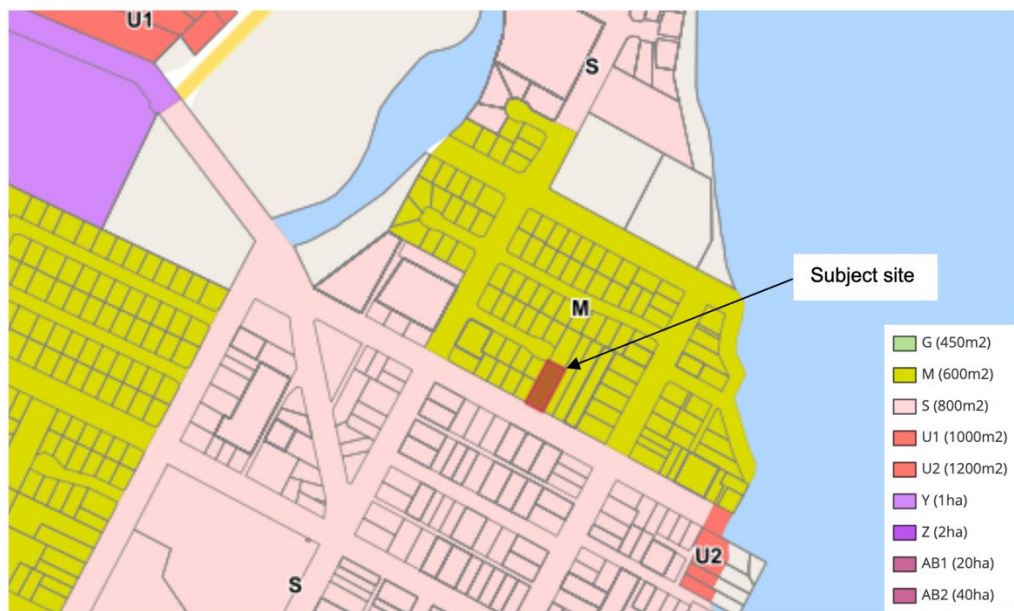 U1
S
Subject site
M
G (450m2)
M (600m2)
S (800m2)
U1 (1000m2)
U2 (1200m2)
Y (1ha)
Z (2ha)
AB1 (20ha)
AB2 (40ha)
U2
S